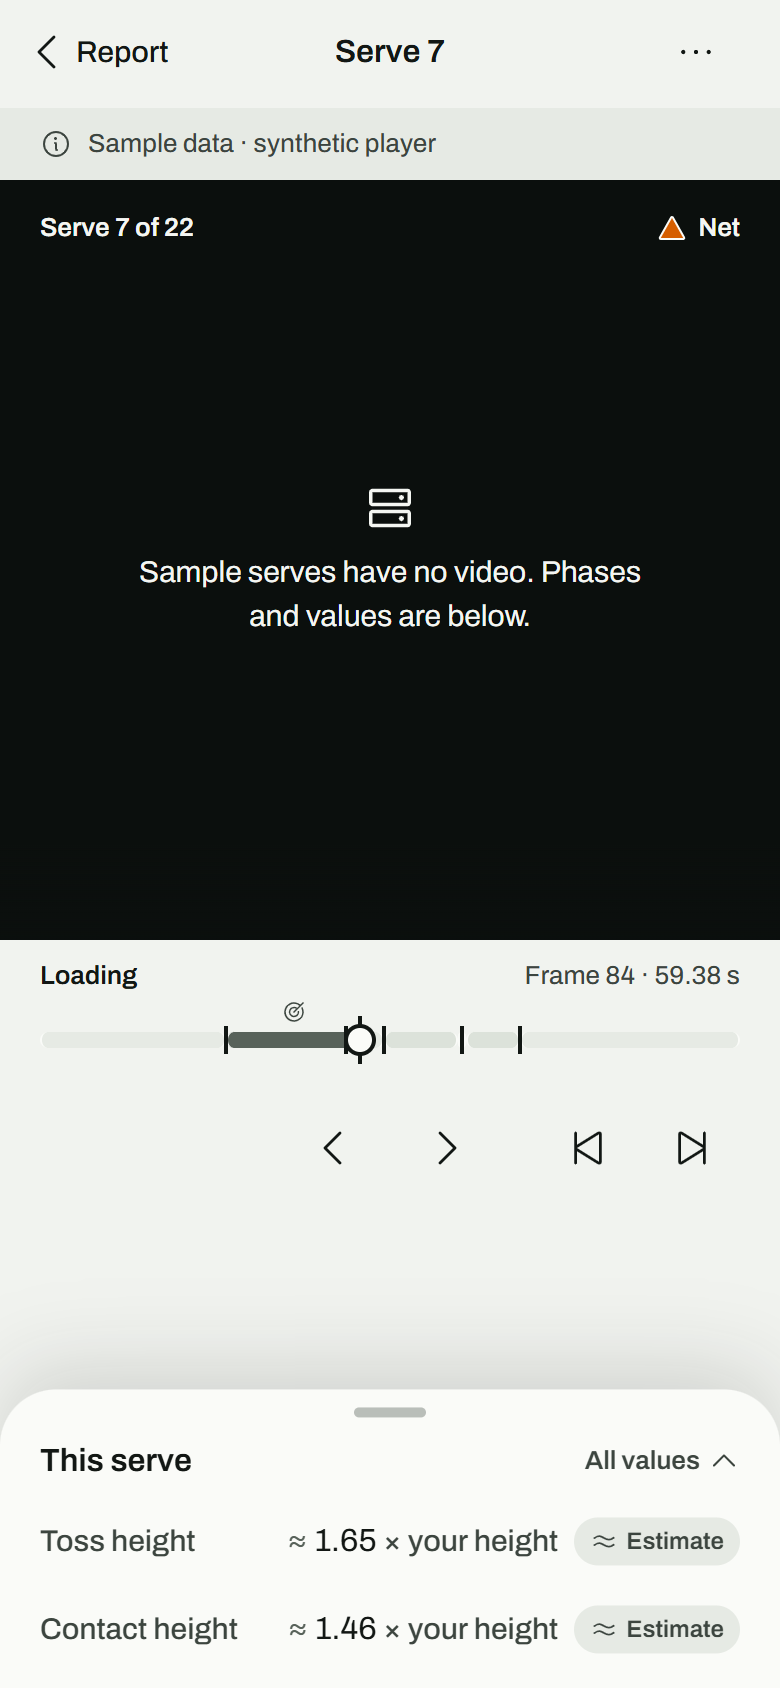 Report
Serve 7
Sample data · synthetic player
Serve 7 of 22
Net
Sample serves have no video. Phases
and values are below.
Loading
Frame 84 · 59.38 s
This serve
All values
Toss height
≈ 1.65 × your height
≈ Estimate
Contact height
≈ 1.46 × your height
≈ Estimate